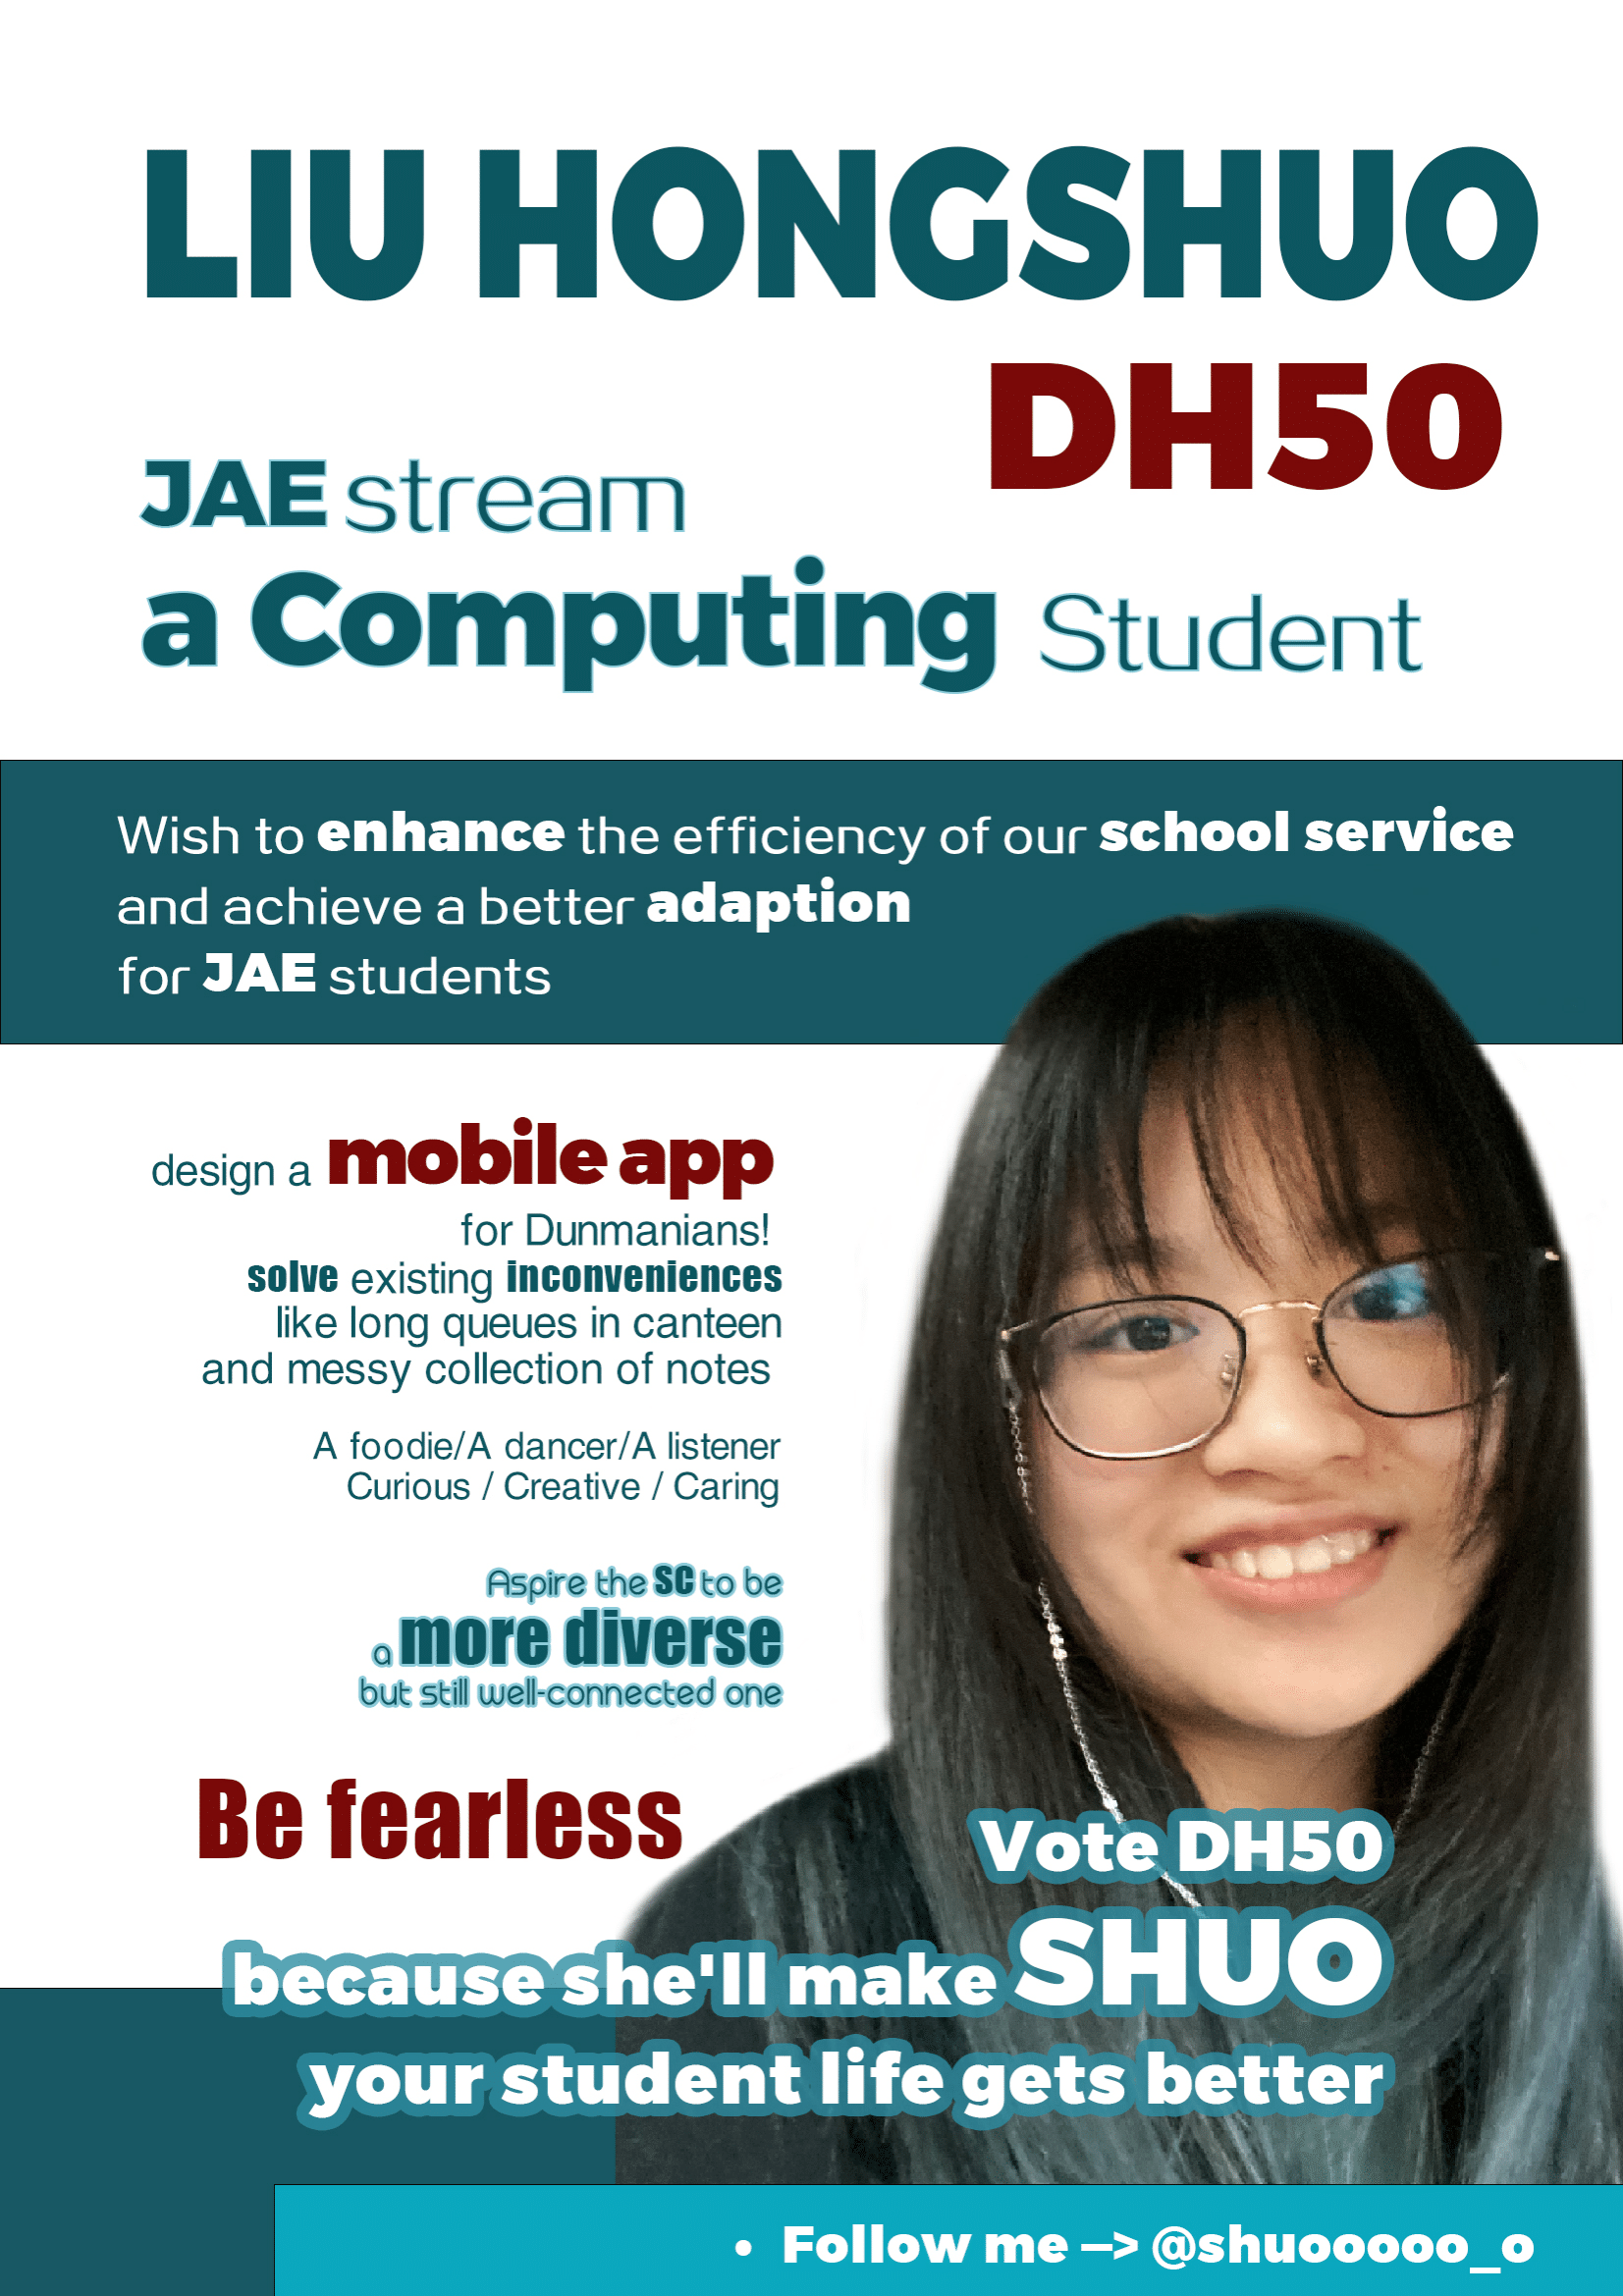 LIU HONGSHUO
DH50
JAE stream
a Computing Student
Wish to enhance the efficiency of our school service
and achieve a better adaption
for JAE students
design a mobile app
for Dunmanians!
solve existing inconveniences
like long queues in canteen
and messy collection of notes
A foodie/A dancer/A listener
Curious / Creative / Caring
Aspire the SC to be
a more diverse
but still well-connected one
Be fearless
Vote DH50
because she'll make SHUO
your student life gets better
• Follow me —> @shuooooo_o